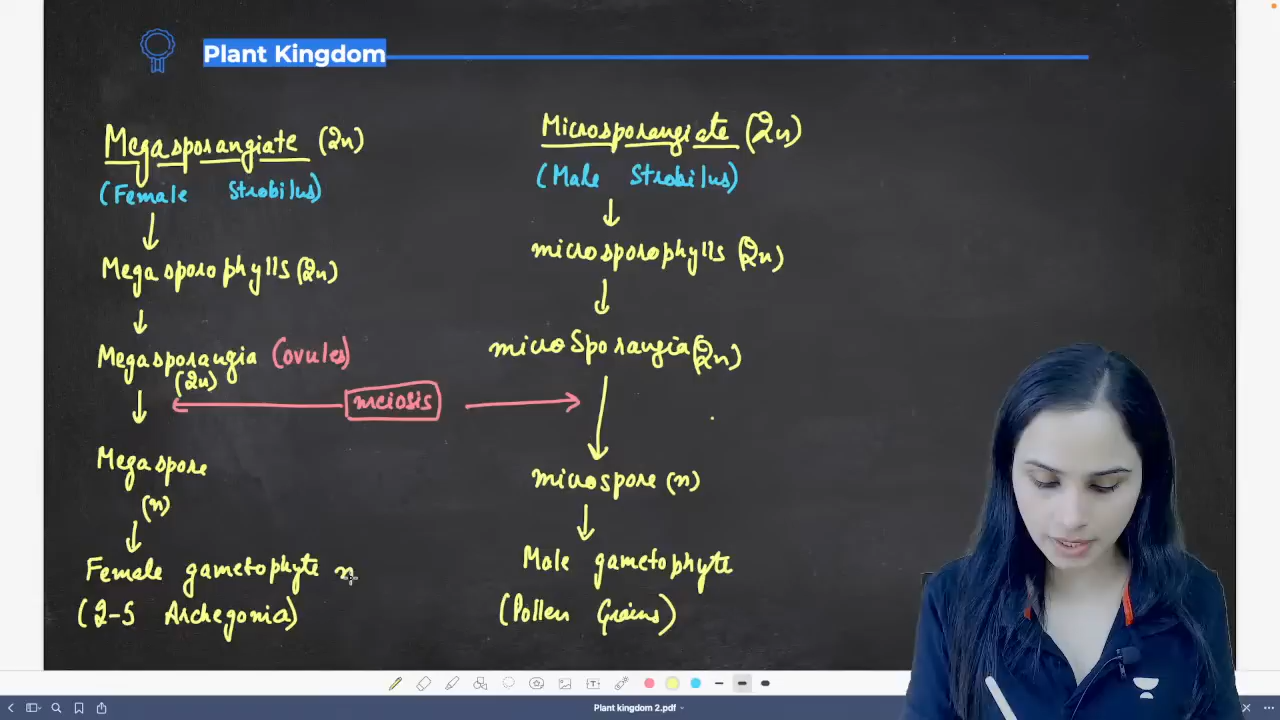 Plant Kingdom
Megasporangiate (2n)
(Female Strobilus)
Megasporophylls (2n)
Megasporangia (ovules)
(2n)
Megaspore
(n)
Female gametophyte n
(2-5 Archegonia)
meiosis
Microsporangiate (2n)
(Male Strobilus)
microsporophylls (2n)
microSporangia (2n)
microspore (n)
Male gametophyte
(Pollen Grains)
Plant kingdom 2.pdf